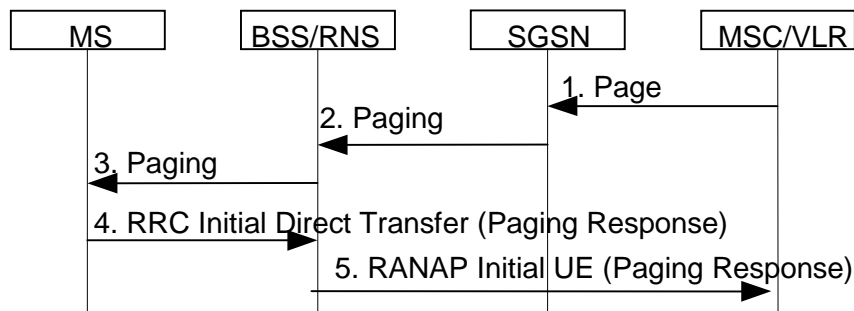 MS
BSS/RNS
SGSN
MSC/VLR
1. Page
2. Paging
3. Paging
4. RRC Initial Direct Transfer (Paging Response)
5. RANAP Initial UE (Paging Response)